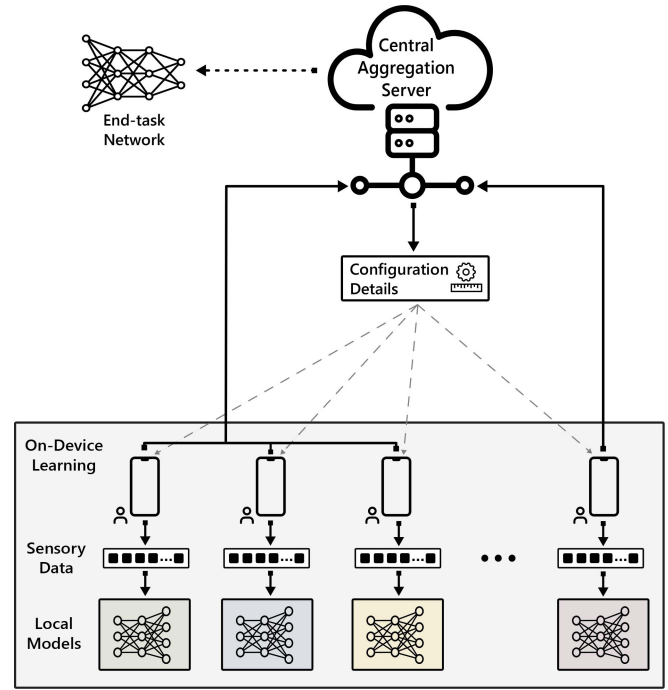 Central
Aggregation
Server
End-task
Network
Configuration
Details
On-Device
Learning
Sensory
Data
Local
Models